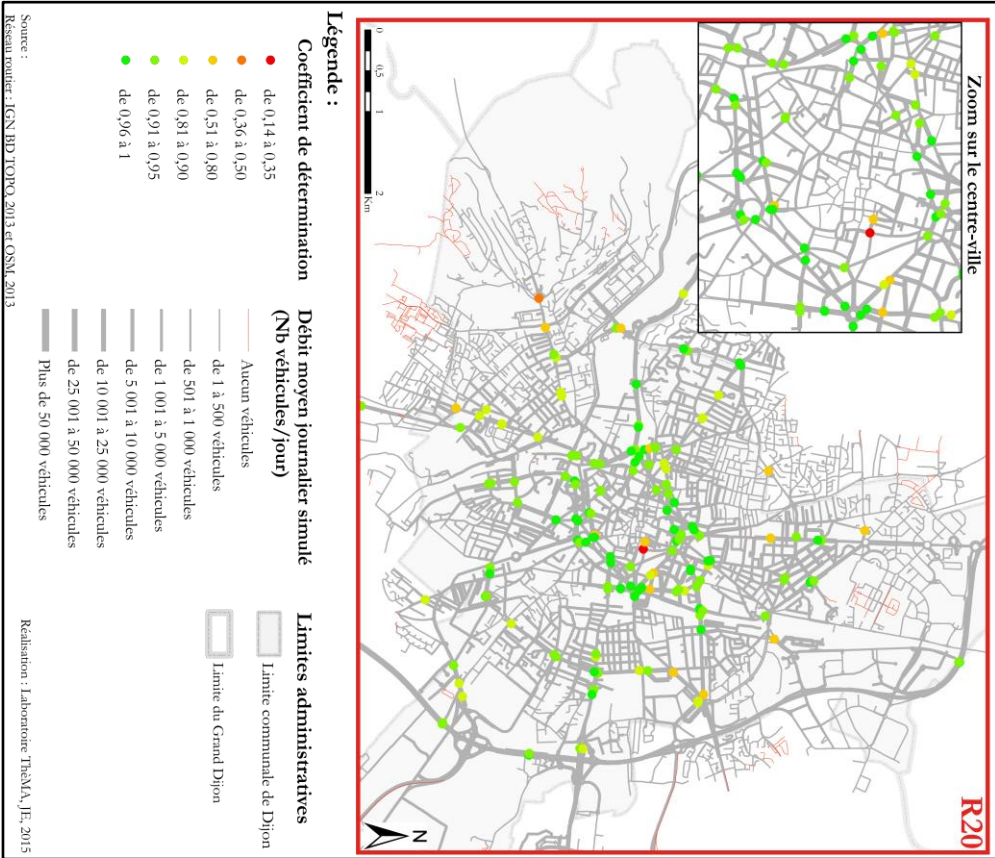 R20
Zoom sur le centre-ville
N
0 0,5 1 2
Km
Légende :
Coefficient de détermination
de 0,14 à 0,35
de 0,36 à 0,50
de 0,51 à 0,80
de 0,81 à 0,90
de 0,91 à 0,95
de 0,96 à 1
Débit moyen journalier simulé
(Nb véhicules/jour)
Aucun véhicules
de 1 à 500 véhicules
de 501 à 1 000 véhicules
de 1 001 à 5 000 véhicules
de 5 001 à 10 000 véhicules
de 10 001 à 25 000 véhicules
de 25 001 à 50 000 véhicules
Plus de 50 000 véhicules
Limites administratives
Limite communale de Dijon
Limite du Grand Dijon
Source :
Réseau routier : IGN BD TOPO 2013 et OSM, 2013
Réalisation : Laboratoire ThéMA, JE, 2015